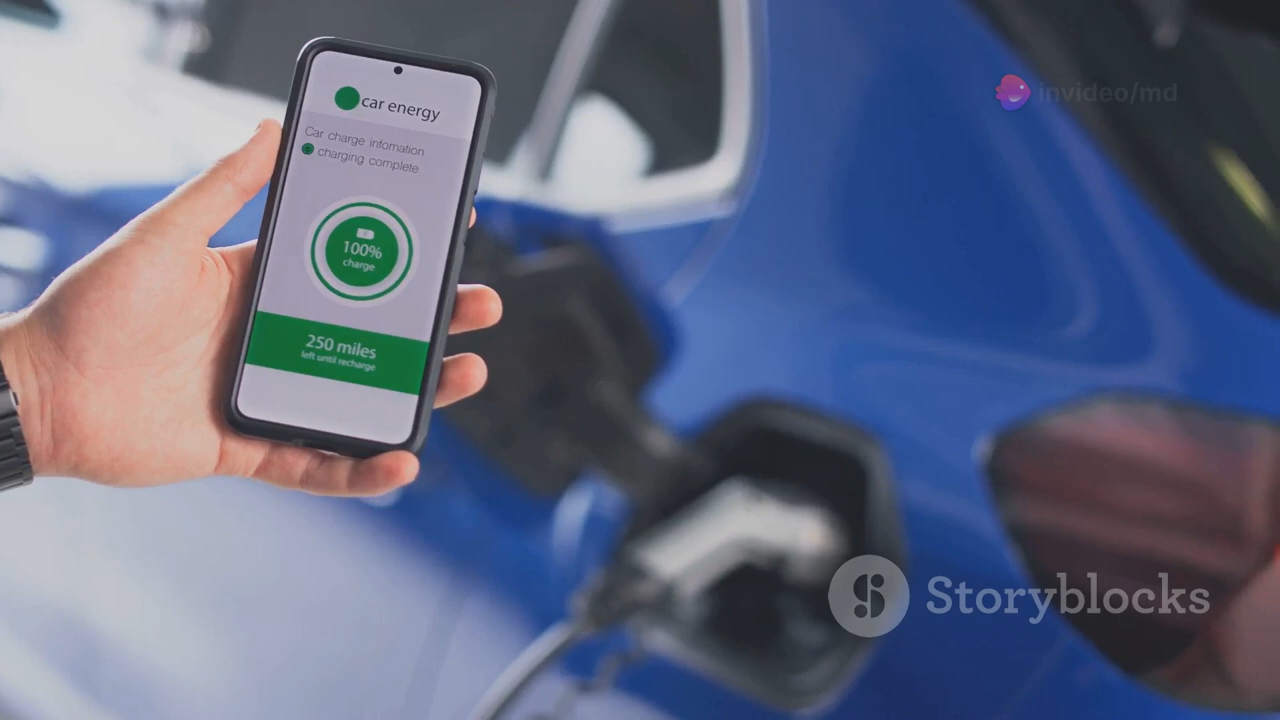 car energy
Car charge infomation
charging complete
100%
charge
250 miles
left until recharge
invideo/md
Storyblocks